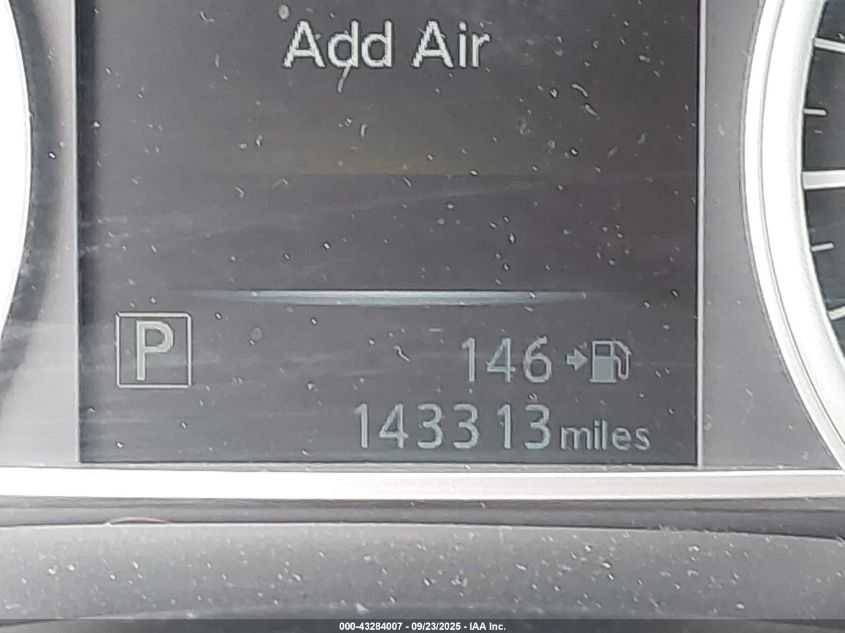 Add Air
P
146
143313 miles
000-43284007 - 09/23/2025 - IAA Inc.